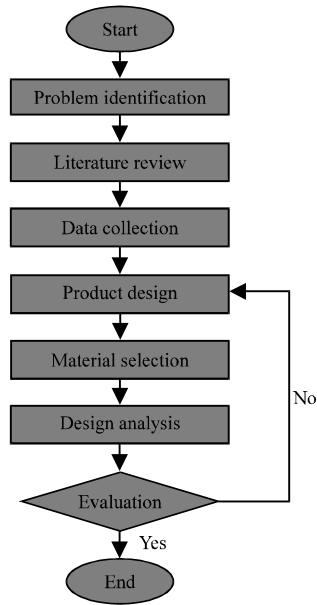 Start
Problem identification
Literature review
Data collection
Product design
Material selection
No
Design analysis
Evaluation
Yes
End